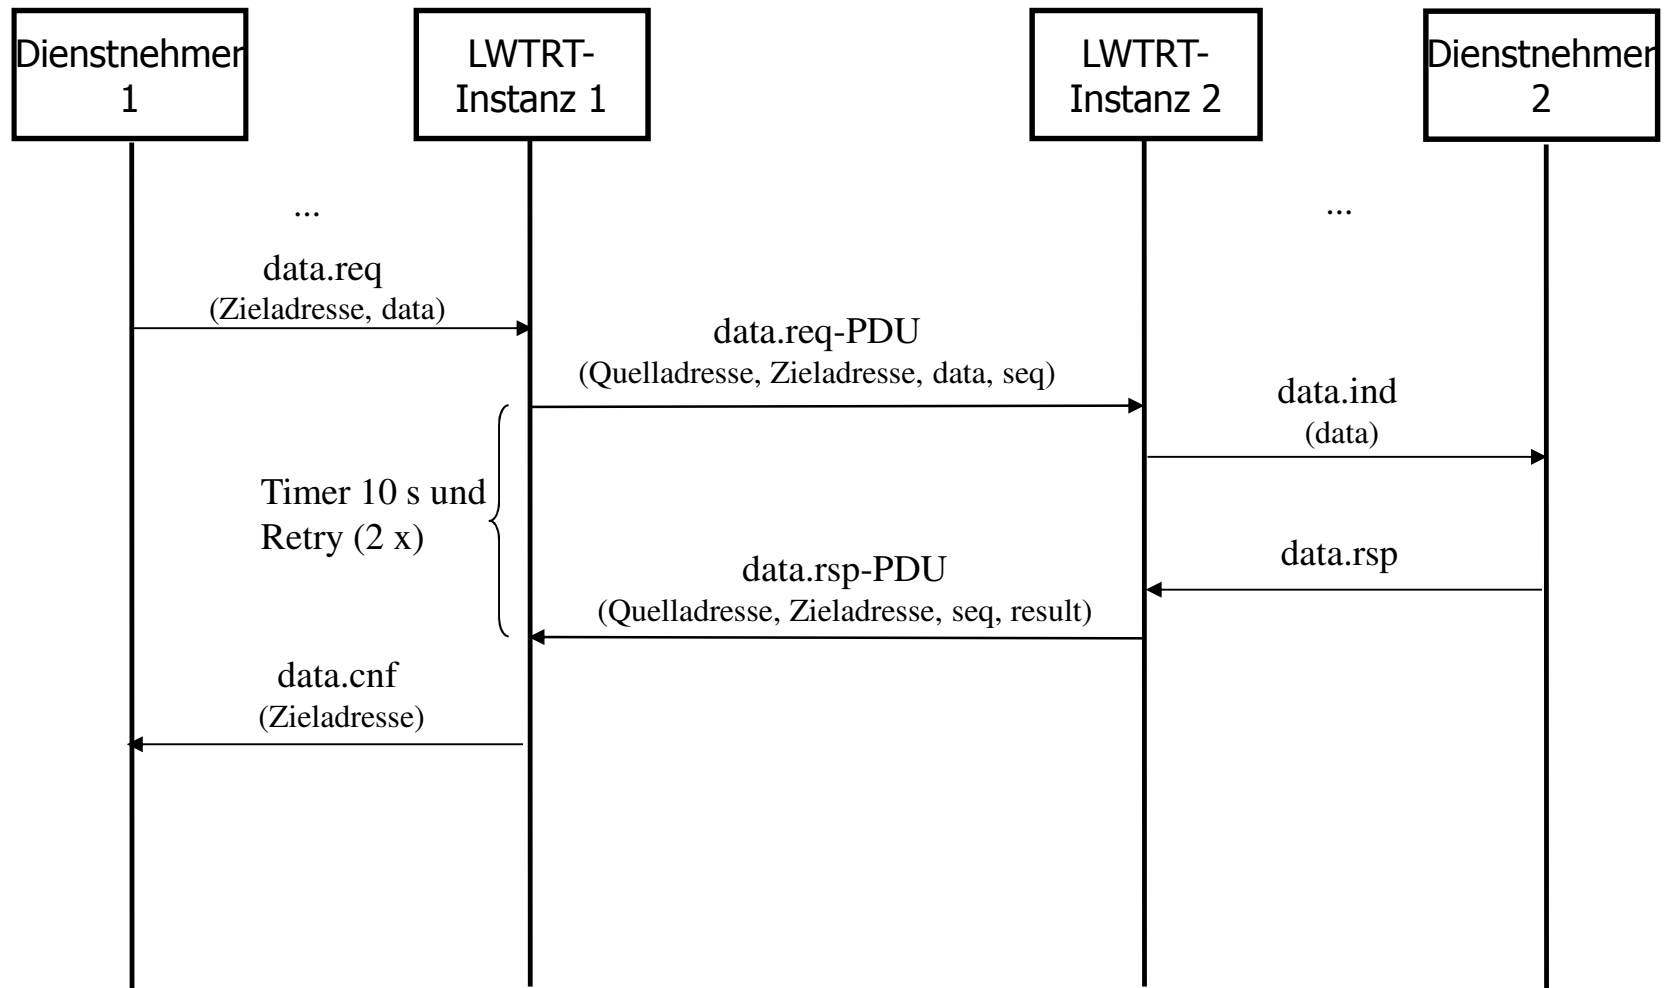 Dienstnehmer
1
LWTRT-
Instanz 1
LWTRT-
Instanz 2
Dienstnehmer
2
...
...
data.req
(Zieladresse, data)
data.req-PDU
(Quelladresse, Zieladresse, data, seq)
data.ind
(data)
Timer 10 s und
Retry (2 x)
data.rsp
data.rsp-PDU
(Quelladresse, Zieladresse, seq, result)
data.cnf
(Zieladresse)